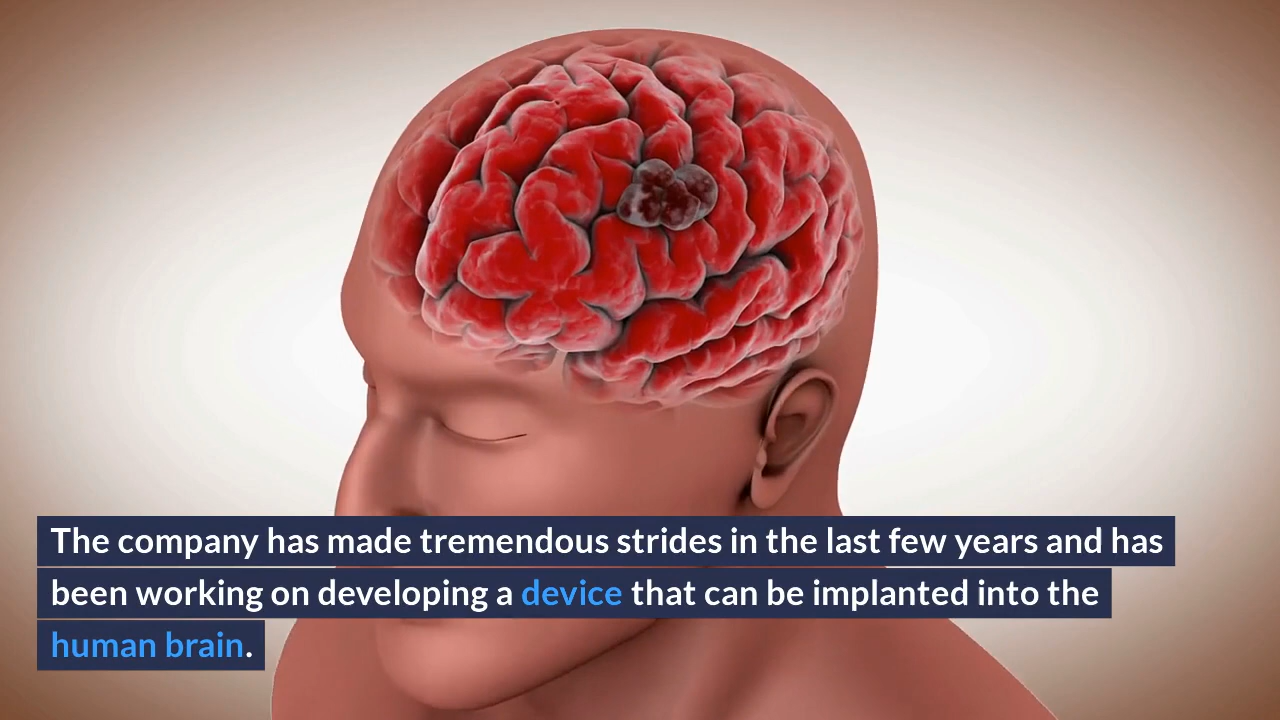 The company has made tremendous strides in the last few years and has
been working on developing a device that can be implanted into the
human brain.